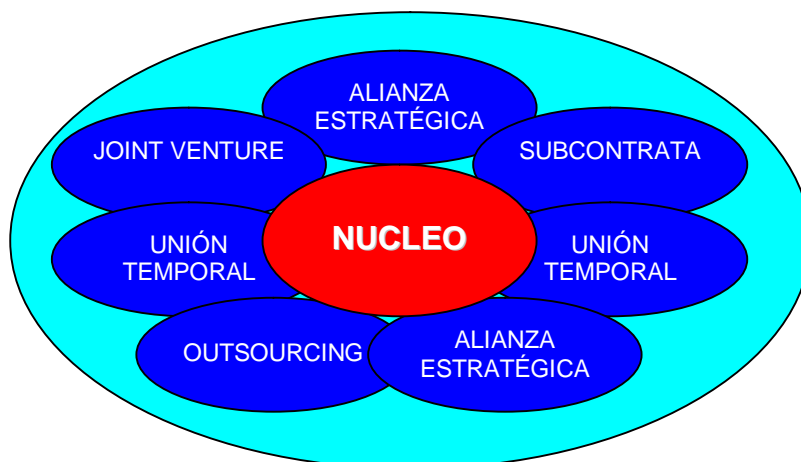 ALIANZA
ESTRATÉGICA
JOINT VENTURE
SUBCONTRATA
NUCLEO
UNIÓN
TEMPORAL
UNIÓN
TEMPORAL
OUTSOURCING
ALIANZA
ESTRATÉGICA